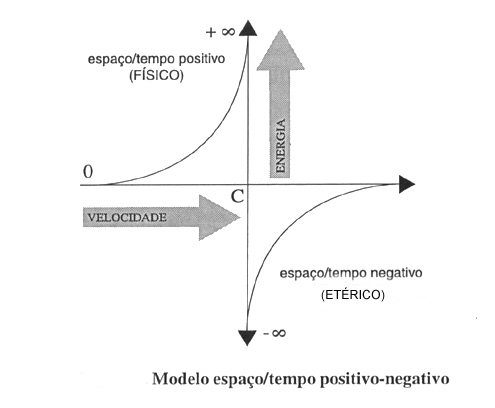 + ∞
espaço/tempo positivo
(FÍSICO)
ENERGIA
0
C
VELOCIDADE
espaço/tempo negativo
(ETÉRICO)
-∞
Modelo espaço/tempo positivo-negativo